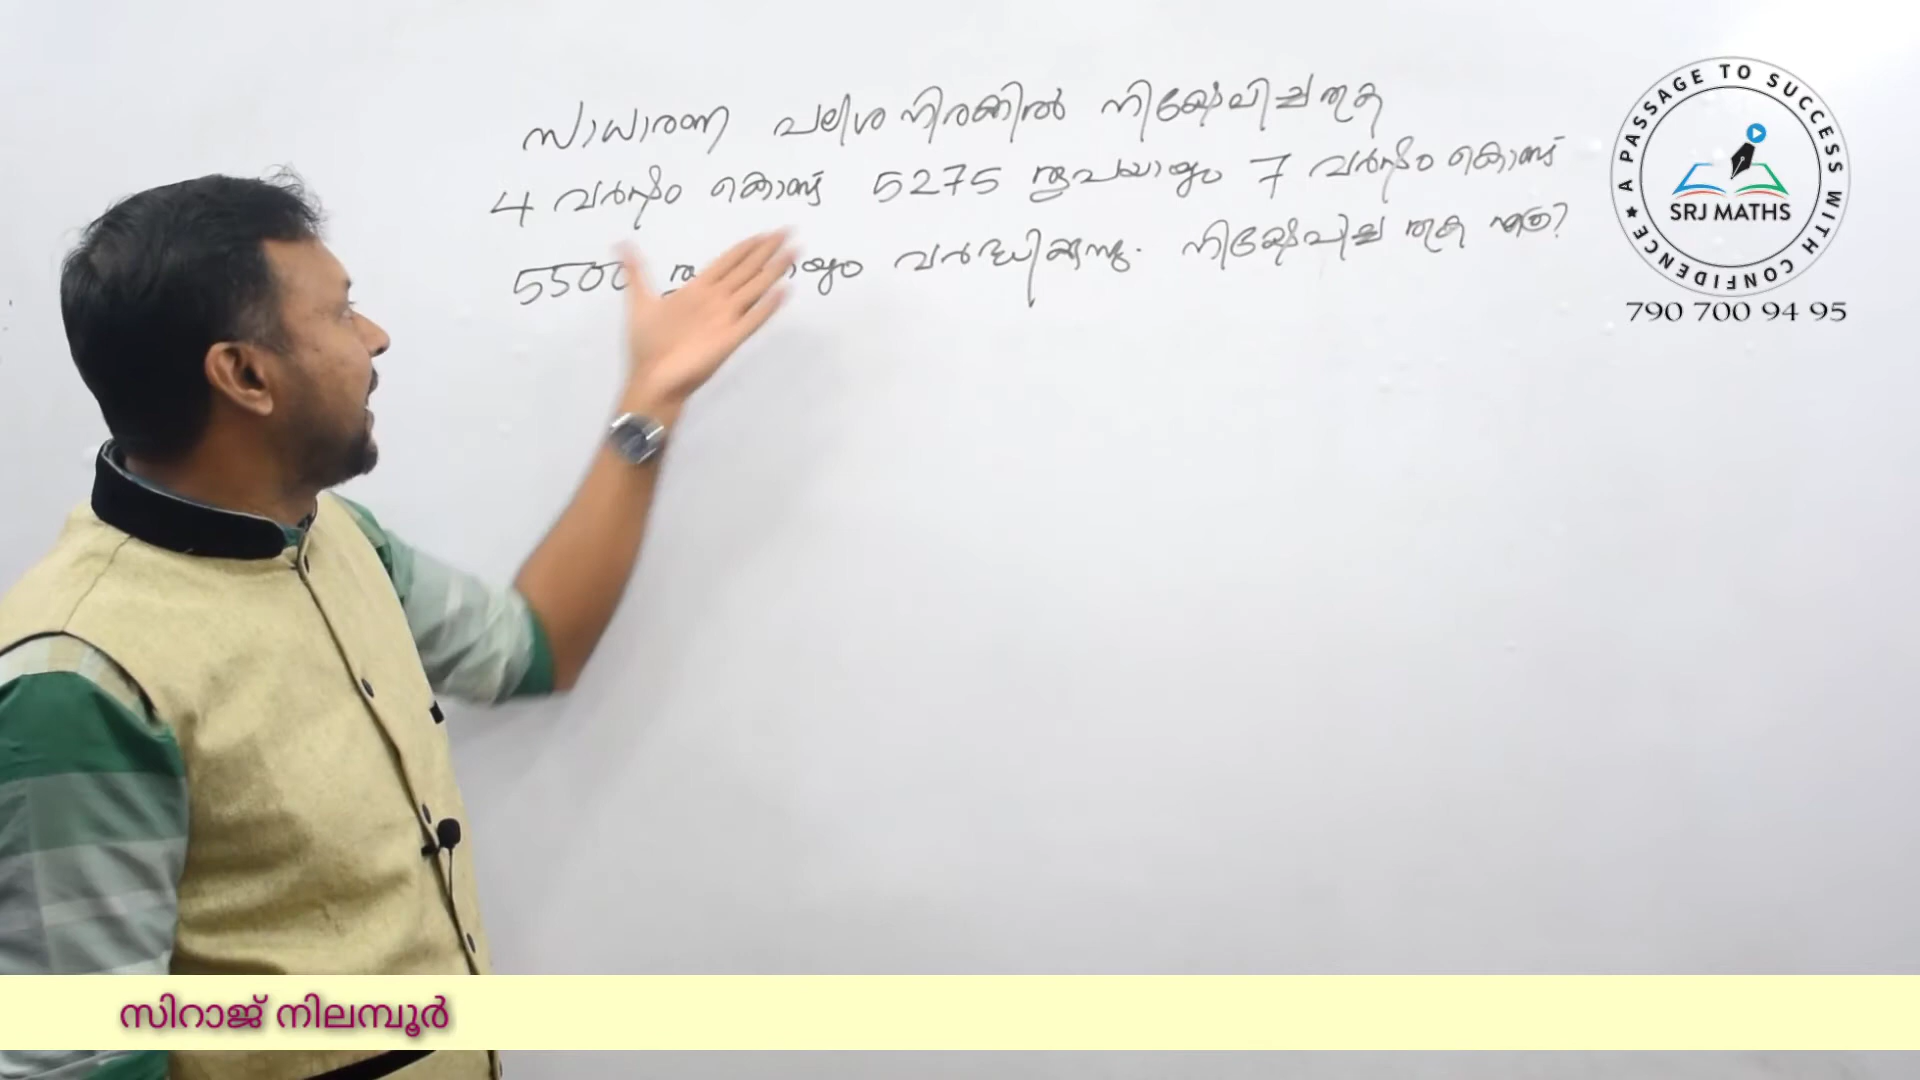 സാധാരണ പലിശ നിരക്കിൽ നിക്ഷേപിച്ച തുക
4 വർഷം കൊണ്ട് 5275 രൂപയായും 7 വർഷം കൊണ്ട്
5500 വർദ്ധിക്കുന്നു. നിക്ഷേപിച്ച തുക എത്ര?
A PASSAGE TO SUCCESS WITH CONFIDENCE
SRJ MATHS
790 700 94 95
സിറാജ് നിലമ്പൂർ